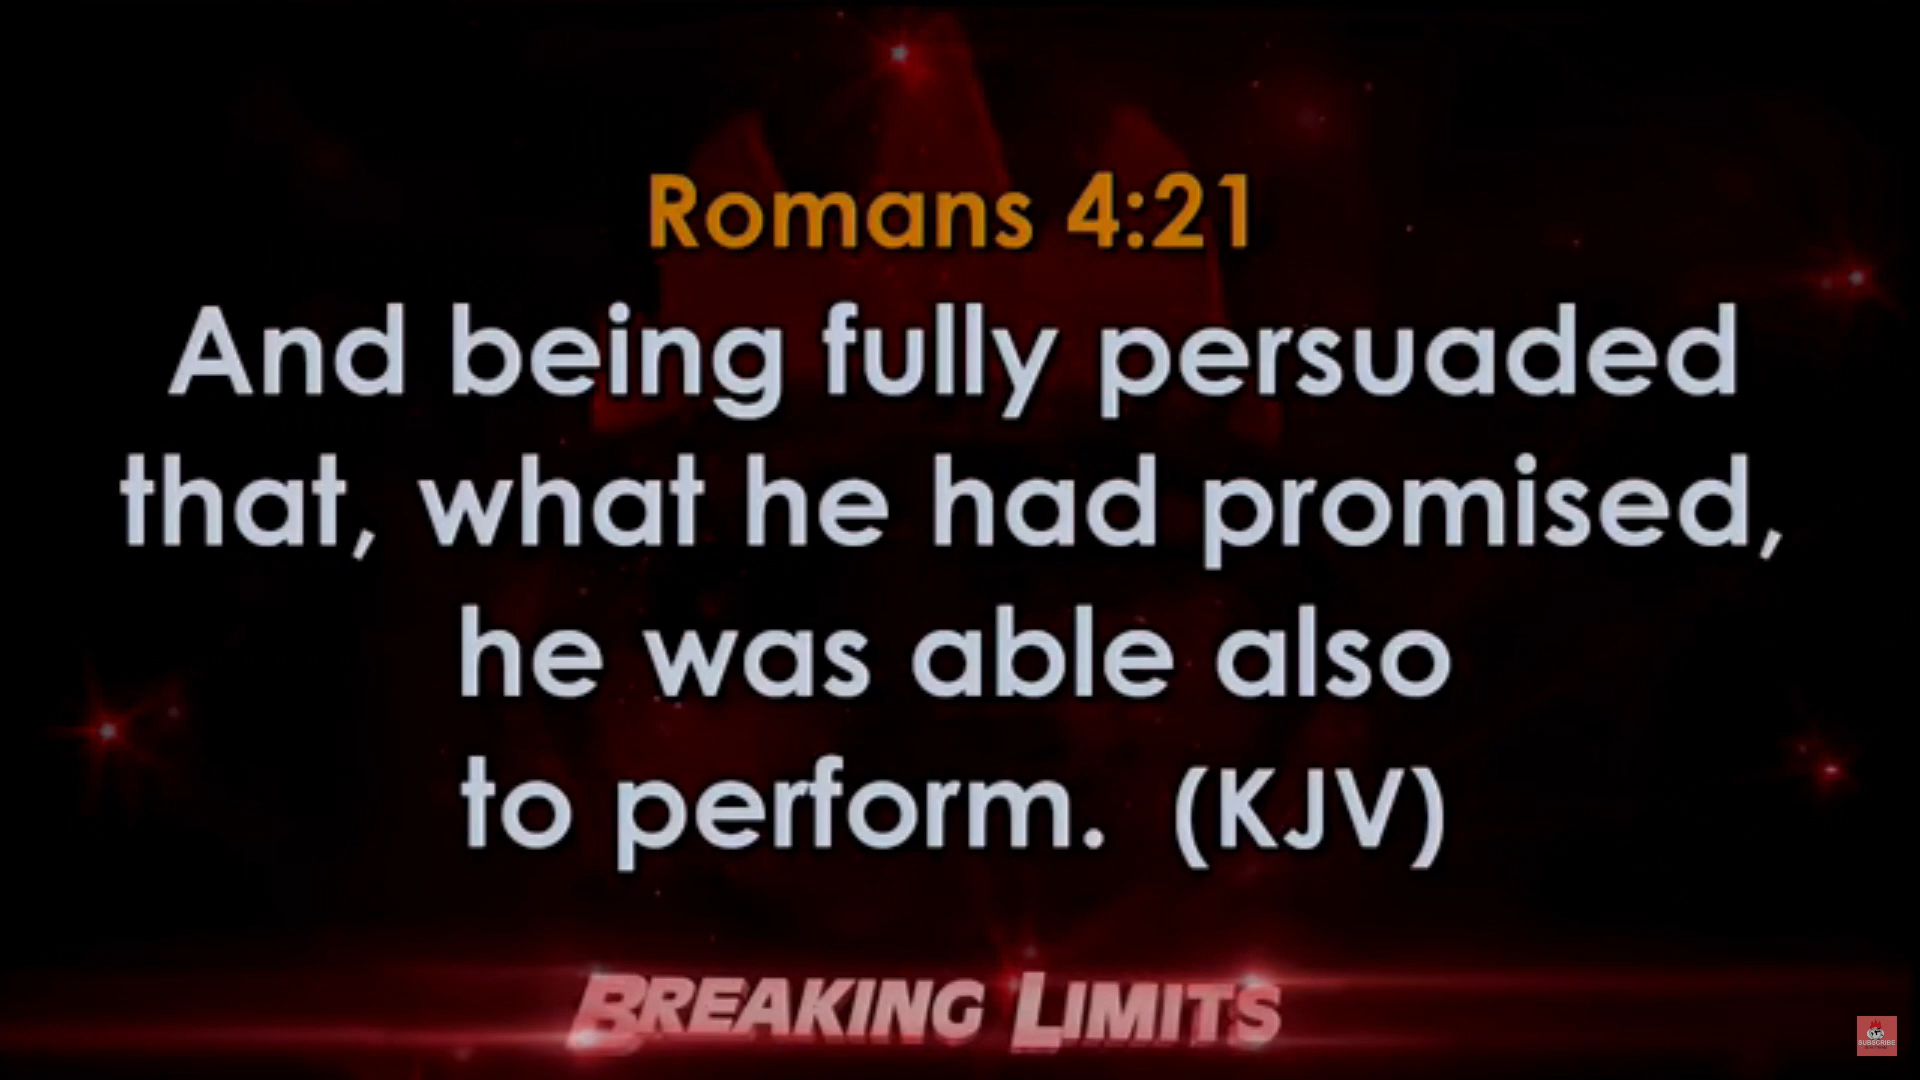 Romans 4:21
And being fully persuaded
that, what he had promised,
he was able also
to perform. (KJV)
BREAKING LIMITS
SUBSCRIBE